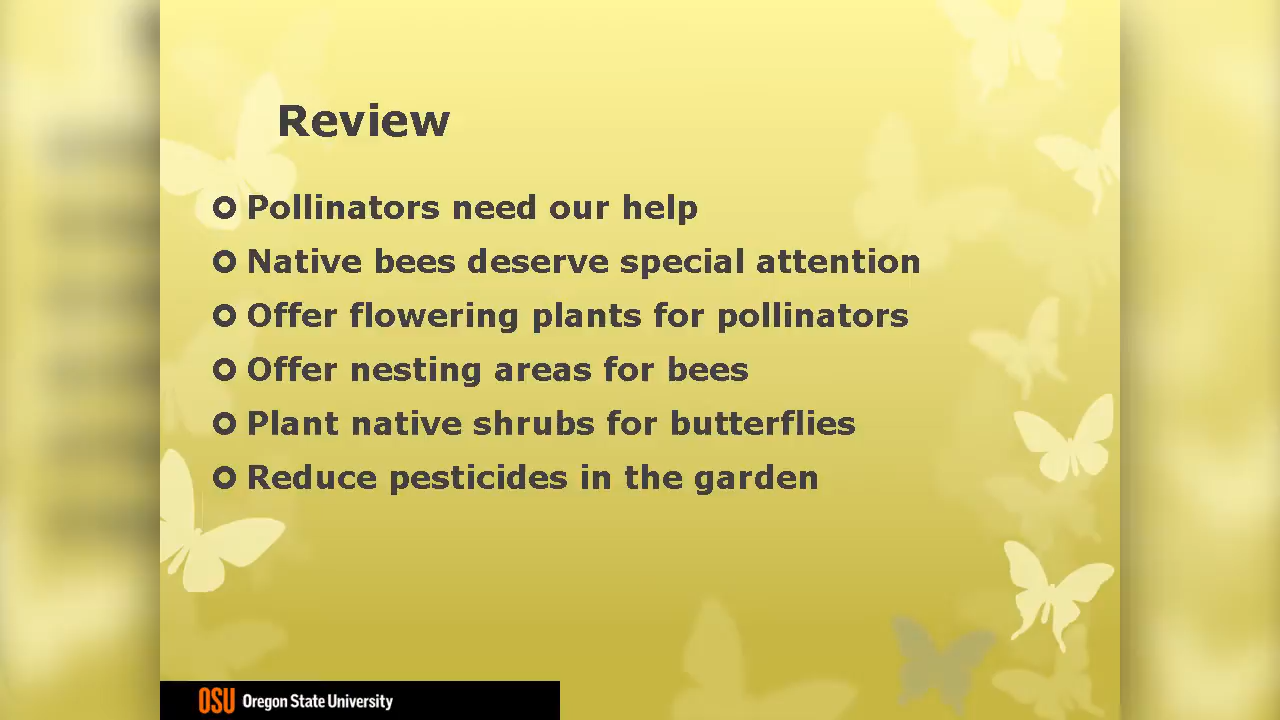 Review
Pollinators need our help
Native bees deserve special attention
Offer flowering plants for pollinators
Offer nesting areas for bees
Plant native shrubs for butterflies
Reduce pesticides in the garden
OSU Oregon State University